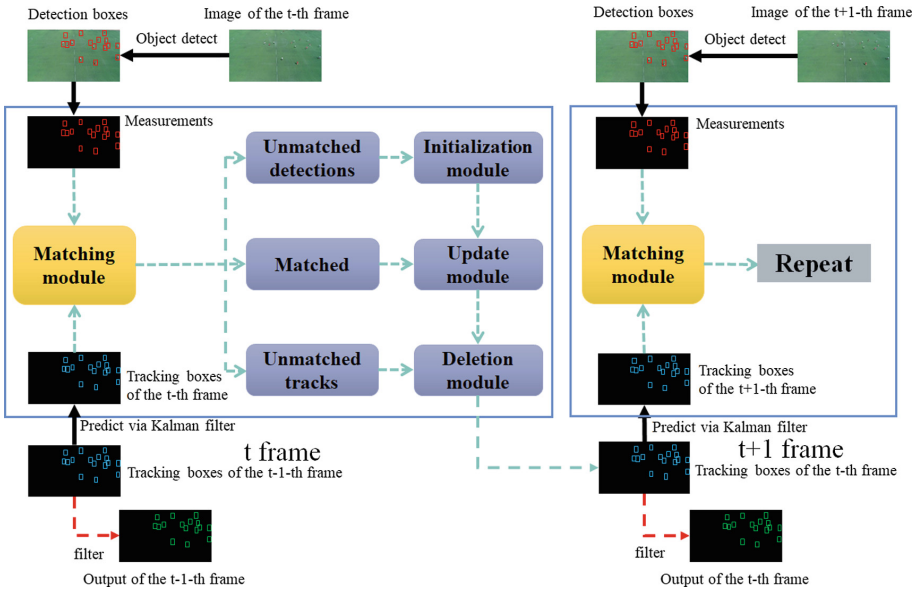 Detection boxes
Image of the t-th frame
Object detect
Measurements
Unmatched
detections
Initialization
module
Matching
module
Matched
Update
module
Unmatched
tracks
Deletion
module
Tracking boxes
of the t-th frame
Predict via Kalman filter
t frame
Tracking boxes of the t-1-th frame
filter
Output of the t-1-th frame
Detection boxes
Image of the t+1-th frame
Object detect
Measurements
Matching
module
Repeat
Tracking boxes
of the t+1-th frame
Predict via Kalman filter
t+1 frame
Tracking boxes of the t-th frame
filter
Output of the t-th frame